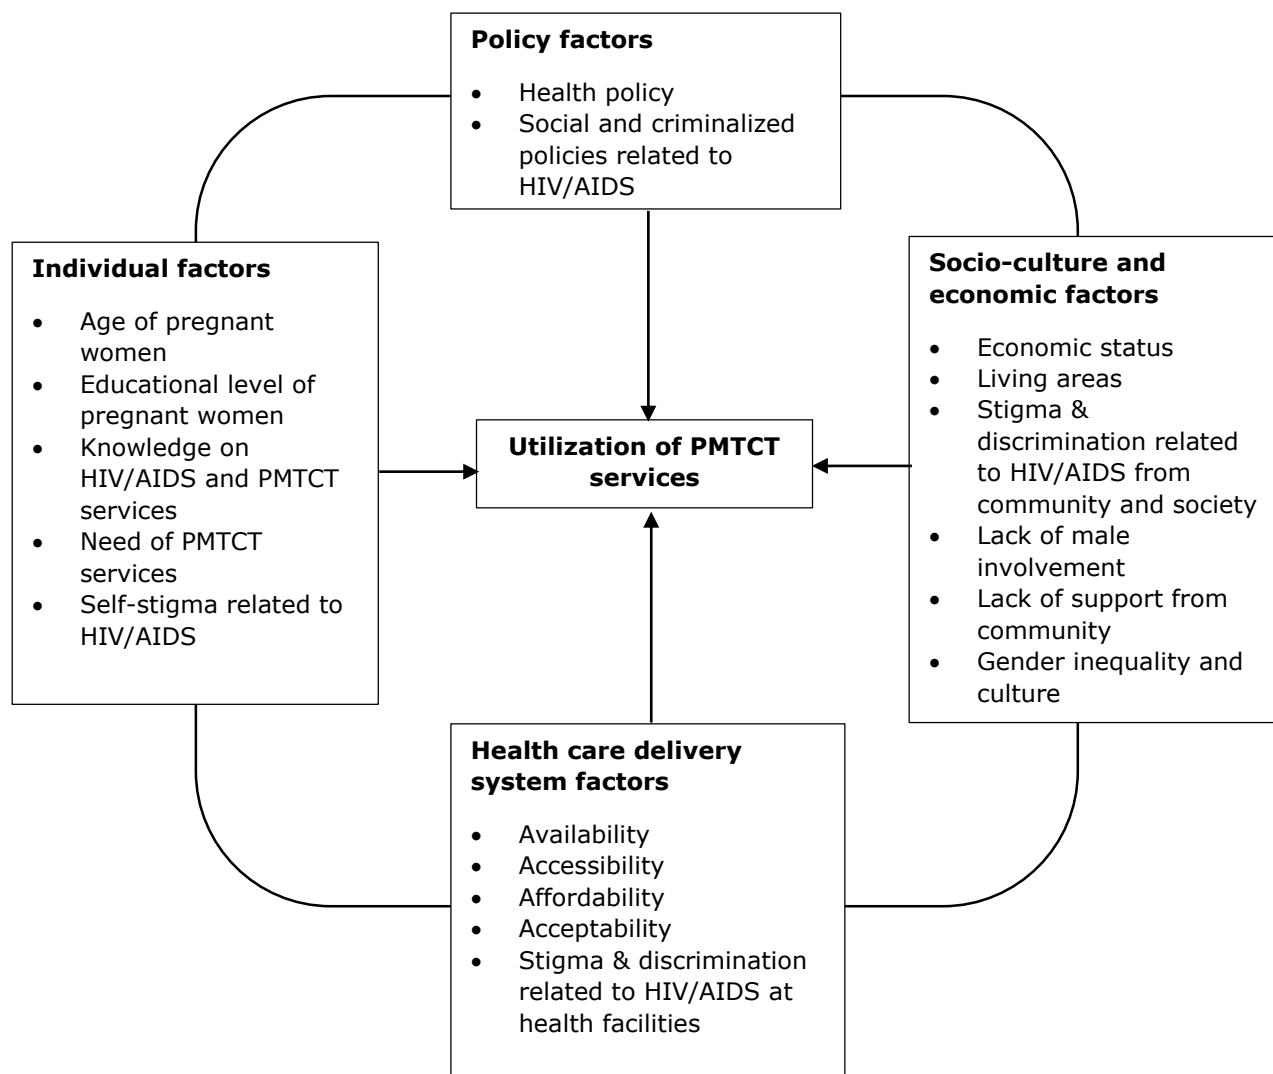 Policy factors
• Health policy
• Social and criminalized
policies related to
HIV/AIDS
Individual factors
• Age of pregnant
women
• Educational level of
pregnant women
• Knowledge on
HIV/AIDS and PMTCT
services
• Need of PMTCT
services
• Self-stigma related to
HIV/AIDS
Utilization of PMTCT
services
Socio-culture and
economic factors
• Economic status
• Living areas
• Stigma &
discrimination related
to HIV/AIDS from
community and society
• Lack of male
involvement
• Lack of support from
community
• Gender inequality and
culture
Health care delivery
system factors
• Availability
• Accessibility
• Affordability
• Acceptability
• Stigma & discrimination
related to HIV/AIDS at
health facilities